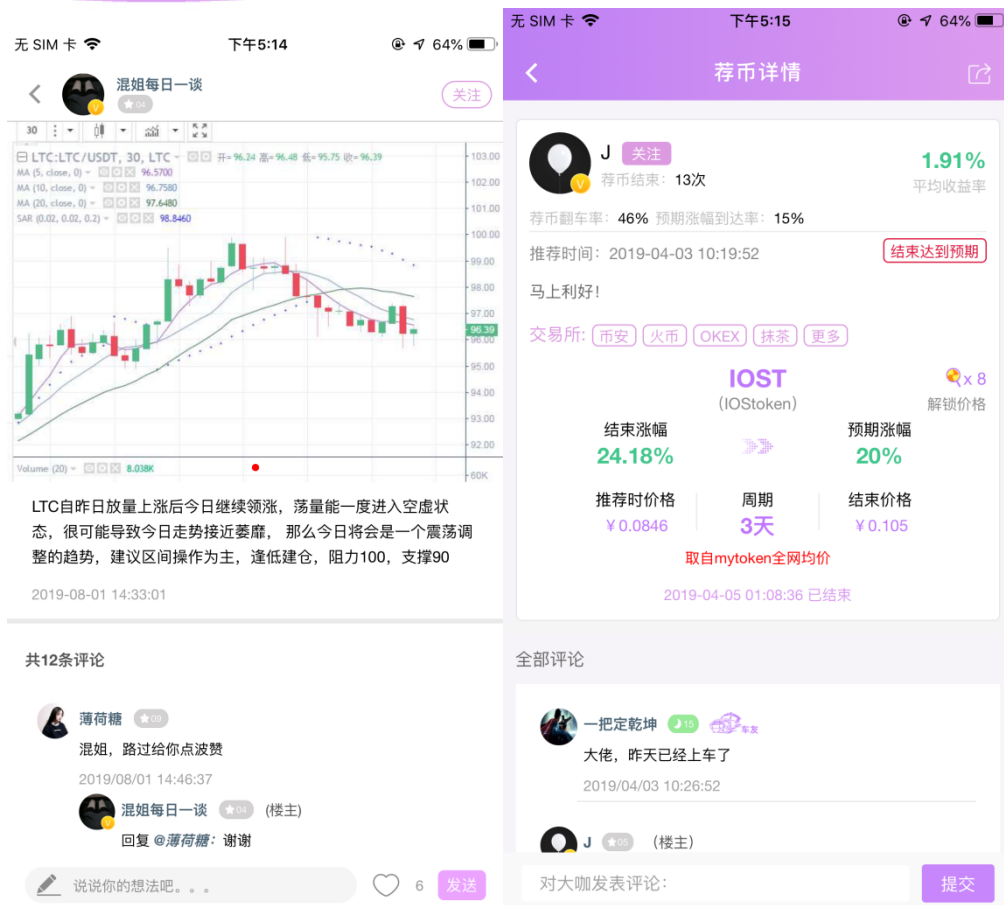 无 SIM 卡
下午5:14
64%
混姐每日一谈
04
关注
30
LTC:LTC/USDT, 30, LTC 开= 96.24 高= 96.48 低= 95.75 收= 96.39
MA (5, close, 0) 96.5700
MA (10, close, 0) 96.7580
MA (20, close, 0) 97.6480
SAR (0.02, 0.02, 0.2) 98.8460
103.00
102.00
101.00
100.00
99.00
98.00
97.00
96.39
96.00
95.00
94.00
93.00
92.00
Volume (20) 8.038K
60K
LTC自昨日放量上涨后今日继续领涨，荡量能一度进入空虚状
态，很可能导致今日走势接近萎靡， 那么今日将会是一个震荡调
整的趋势，建议区间操作为主，逢低建仓，阻力100，支撑90
2019-08-01 14:33:01
共12条评论
薄荷糖 09
混姐，路过给你点波赞
2019/08/01 14:46:37
混姐每日一谈 04 (楼主)
回复 @薄荷糖：谢谢
说说你的想法吧。。。
6
发送
无 SIM 卡
下午5:15
64%
荐币详情
J 关注
荐币结束：13次
1.91%
平均收益率
荐币翻车率：46% 预期涨幅到达率：15%
推荐时间：2019-04-03 10:19:52
结束达到预期
马上利好！
交易所: 币安 火币 OKEX 抹茶 更多
IOST
(IOStoken)
x 8
解锁价格
结束涨幅
24.18%
预期涨幅
20%
推荐时价格
￥0.0846
周期
3天
结束价格
￥0.105
取自mytoken全网均价
2019-04-05 01:08:36 已结束
全部评论
一把定乾坤 15 车友
大佬，昨天已经上车了
2019/04/03 10:26:52
J 05 (楼主)
对大咖发表评论：
提交